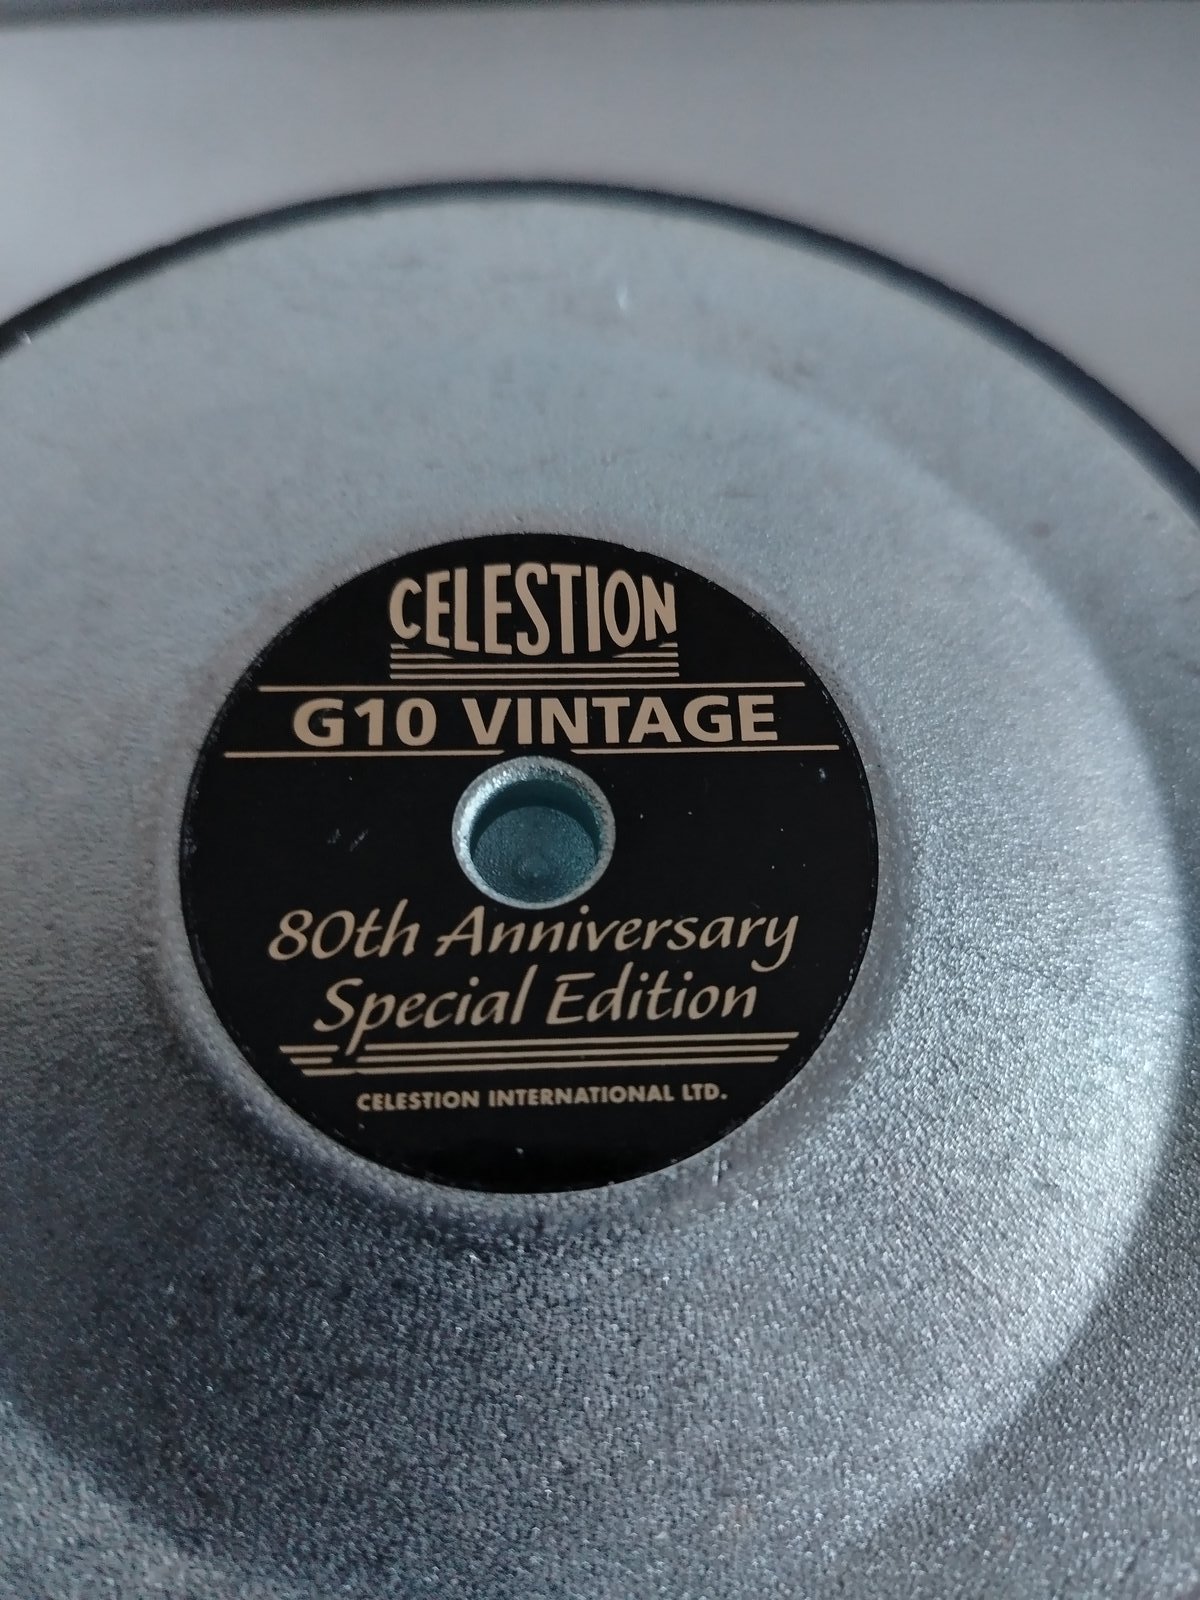 CELESTION
G10 VINTAGE
80th Anniversary
Special Edition
CELESTION INTERNATIONAL LTD.